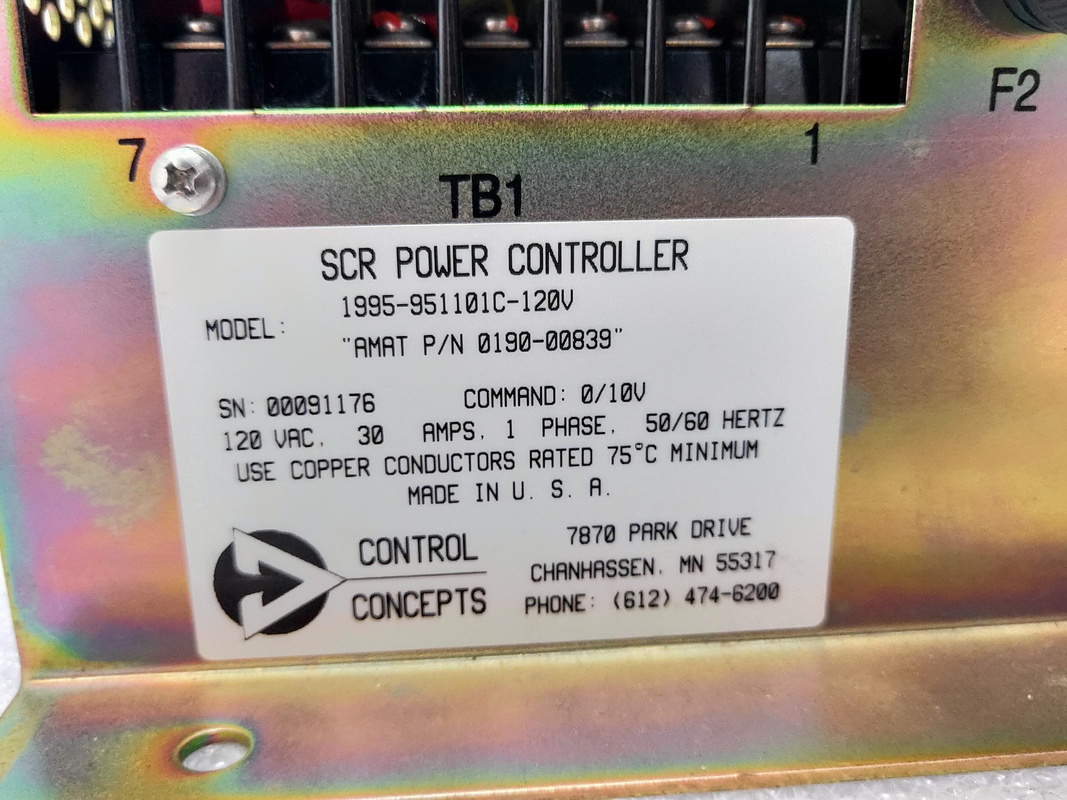 F2
7
1
TB1
SCR POWER CONTROLLER
MODEL: 1995-951101C-120V
"AMAT P/N 0190-00839"
SN: 00091176 COMMAND: 0/10V
120 VAC, 30 AMPS, 1 PHASE, 50/60 HERTZ
USE COPPER CONDUCTORS RATED 75°C MINIMUM
MADE IN U. S. A.
CONTROL
CONCEPTS
7870 PARK DRIVE
CHANHASSEN, MN 55317
PHONE: (612) 474-6200